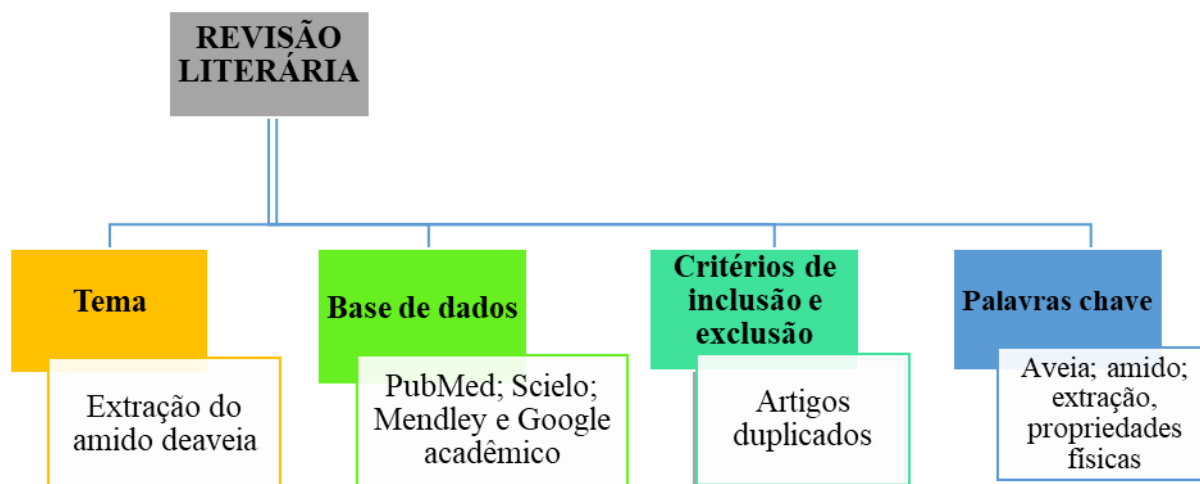 REVISÃO
LITERÁRIA
Tema
Extração do
amido deaveia
Base de dados
PubMed; Scielo;
Mendley e Google
acadêmico
Critérios de
inclusão e
exclusão
Artigos
duplicados
Palavras chave
Aveia; amido;
extração,
propriedades
físicas